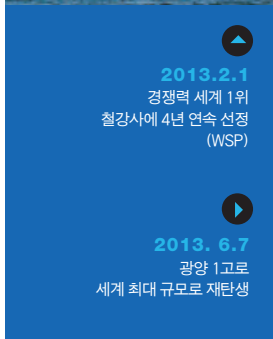 2013.2.1
경쟁력 세계 1위
철강사에 4년 연속 선정
(WSP)
2013. 6.7
광양 1고로
세계 최대 규모로 재탄생